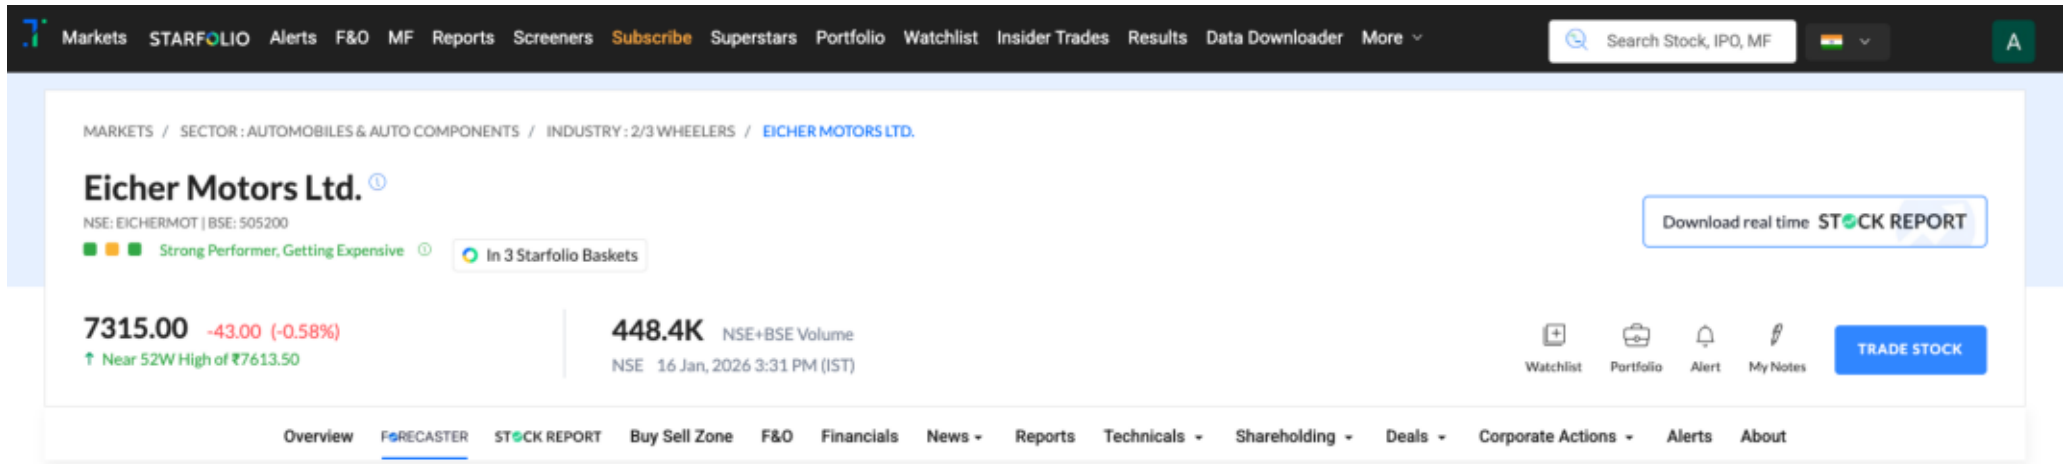 Markets STARFOLIO Alerts F&O MF Reports Screeners Subscribe Superstars Portfolio Watchlist Insider Trades Results Data Downloader More Search Stock, IPO, MF A
MARKETS / SECTOR : AUTOMOBILES & AUTO COMPONENTS / INDUSTRY : 2/3 WHEELERS / EICHER MOTORS LTD.
Eicher Motors Ltd.
NSE: EICHERMOT | BSE: 505200
Strong Performer, Getting Expensive
In 3 Starfolio Baskets
Download real time STOCK REPORT
7315.00 -43.00 (-0.58%)
↑ Near 52W High of ₹7613.50
448.4K NSE+BSE Volume
NSE 16 Jan, 2026 3:31 PM (IST)
Watchlist Portfolio Alert My Notes
TRADE STOCK
Overview FORECASTER STOCK REPORT Buy Sell Zone F&O Financials News Reports Technicals Shareholding Deals Corporate Actions Alerts About